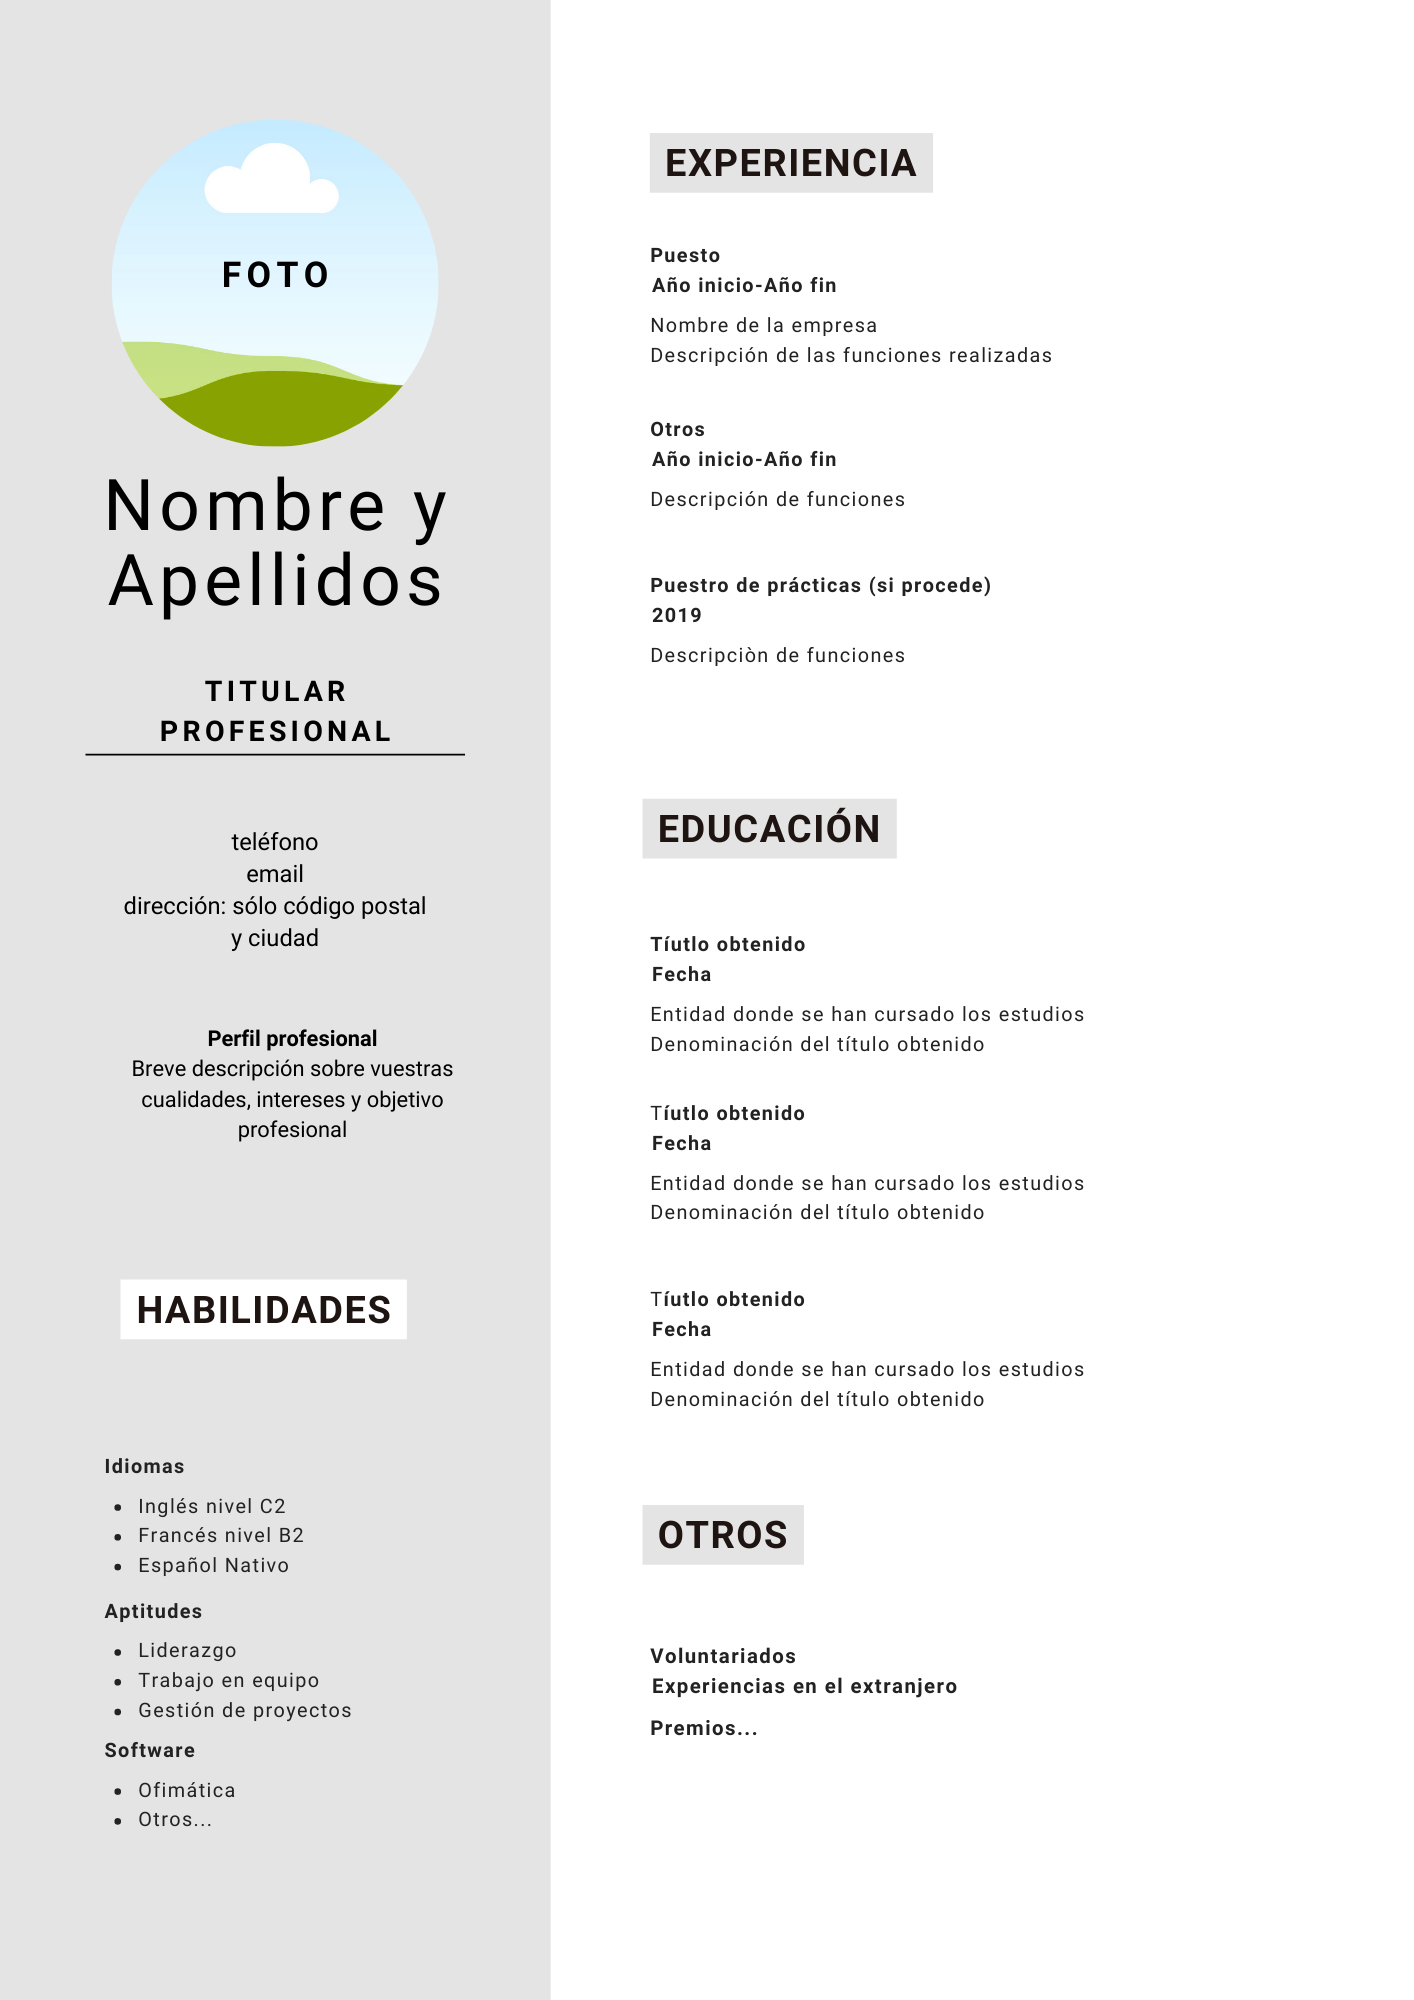 FOTO
Nombre y
Apellidos
TITULAR
PROFESIONAL
teléfono
email
dirección: sólo código postal
y ciudad
Perfil profesional
Breve descripción sobre vuestras
cualidades, intereses y objetivo
profesional
HABILIDADES
Idiomas
• Inglés nivel C2
• Francés nivel B2
• Español Nativo
Aptitudes
• Liderazgo
• Trabajo en equipo
• Gestión de proyectos
Software
• Ofimática
• Otros...
EXPERIENCIA
Puesto
Año inicio-Año fin
Nombre de la empresa
Descripción de las funciones realizadas
Otros
Año inicio-Año fin
Descripción de funciones
Puestro de prácticas (si procede)
2019
Descripciòn de funciones
EDUCACIÓN
Tíutlo obtenido
Fecha
Entidad donde se han cursado los estudios
Denominación del título obtenido
Tíutlo obtenido
Fecha
Entidad donde se han cursado los estudios
Denominación del título obtenido
Tíutlo obtenido
Fecha
Entidad donde se han cursado los estudios
Denominación del título obtenido
OTROS
Voluntariados
Experiencias en el extranjero
Premios...